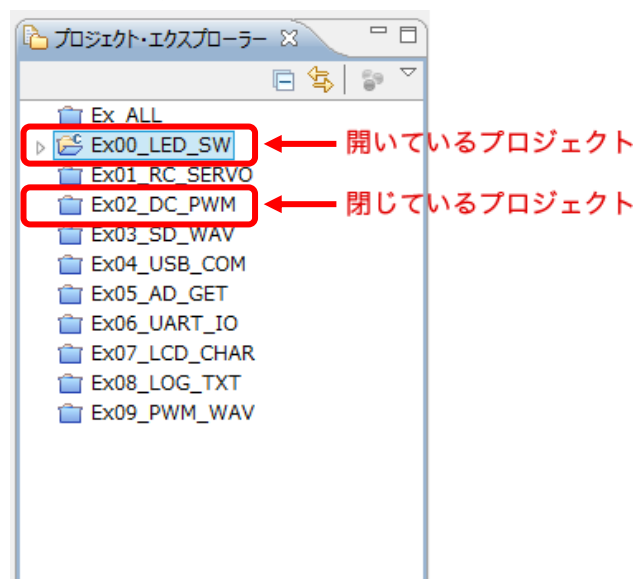 プロジェクト・エクスプローラー
Ex_ALL
Ex00_LED_SW
開いているプロジェクト
Ex01_RC_SERVO
Ex02_DC_PWM
閉じているプロジェクト
Ex03_SD_WAV
Ex04_USB_COM
Ex05_AD_GET
Ex06_UART_IO
Ex07_LCD_CHAR
Ex08_LOG_TXT
Ex09_PWM_WAV